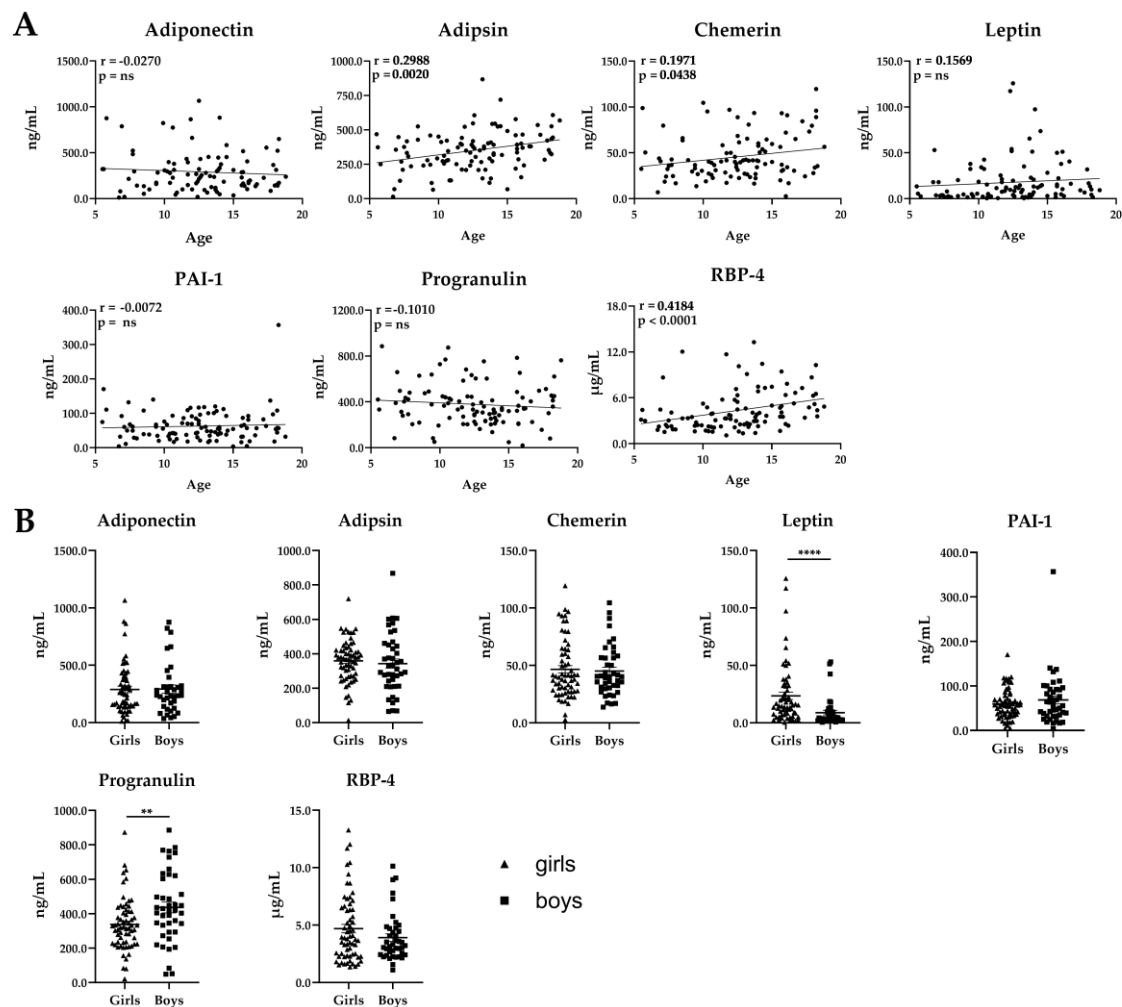 A
Adiponectin
r = -0.0270
p = ns
1500.0
1000.0
500.0
0.0
ng/mL
5 10 15 20
Age
Adipsin
r = 0.2988
p = 0.0020
1000.0
750.0
500.0
250.0
0.0
ng/mL
5 10 15 20
Age
Chemerin
r = 0.1971
p = 0.0438
150.0
100.0
50.0
0.0
ng/mL
5 10 15 20
Age
Leptin
r = 0.1569
p = ns
150.0
100.0
50.0
0.0
ng/mL
5 10 15 20
Age
PAI-1
r = -0.0072
p = ns
400.0
300.0
200.0
100.0
0.0
ng/mL
5 10 15 20
Age
Progranulin
r = -0.1010
p = ns
1200.0
800.0
400.0
0.0
ng/mL
5 10 15 20
Age
RBP-4
r = 0.4184
p < 0.0001
18.0
12.0
6.0
0.0
µg/mL
5 10 15 20
Age
B
Adiponectin
1500.0
1000.0
500.0
0.0
ng/mL
Girls Boys
Adipsin
1000.0
800.0
600.0
400.0
200.0
0.0
ng/mL
Girls Boys
Chemerin
150.0
100.0
50.0
0.0
ng/mL
Girls Boys
Leptin
****
150.0
100.0
50.0
0.0
ng/mL
Girls Boys
PAI-1
400.0
300.0
200.0
100.0
0.0
ng/mL
Girls Boys
Progranulin
**
1000.0
800.0
600.0
400.0
200.0
0.0
ng/mL
Girls Boys
RBP-4
15.0
10.0
5.0
0.0
µg/mL
Girls Boys
girls
boys